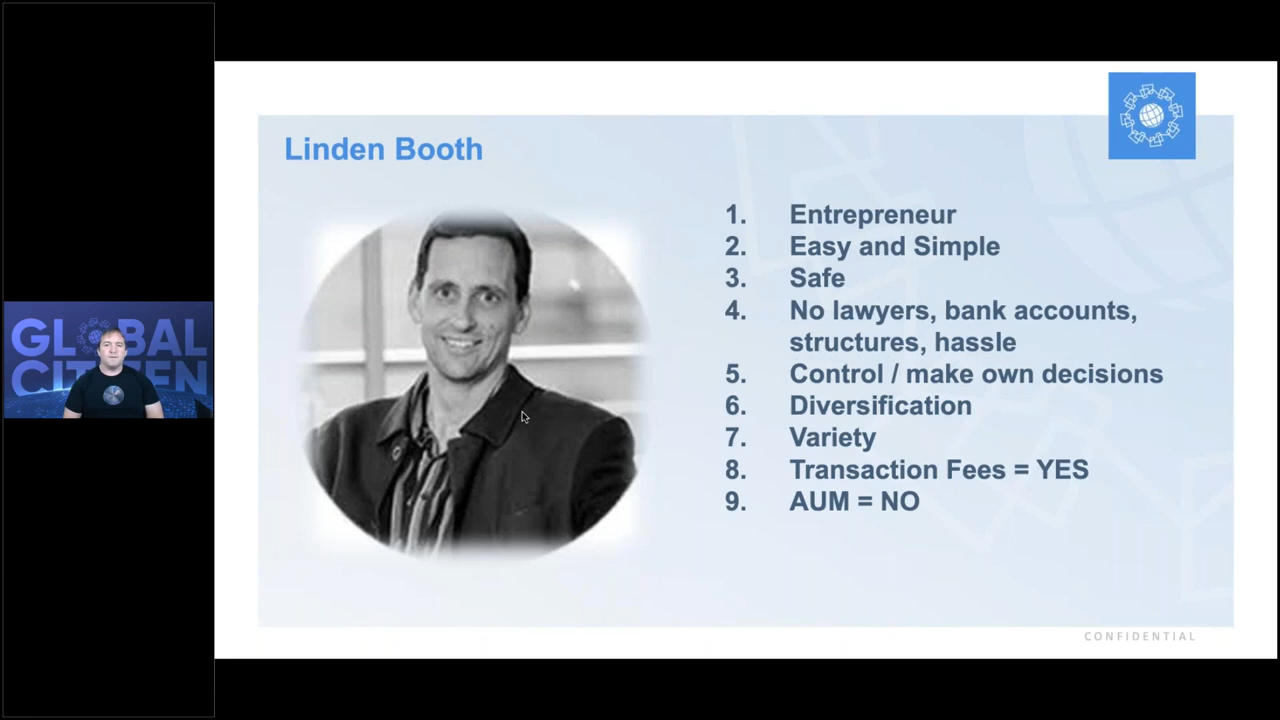 GLOBAL
CITIZEN
Linden Booth
1. Entrepreneur
2. Easy and Simple
3. Safe
4. No lawyers, bank accounts,
structures, hassle
5. Control / make own decisions
6. Diversification
7. Variety
8. Transaction Fees = YES
9. AUM = NO
CONFIDENTIAL